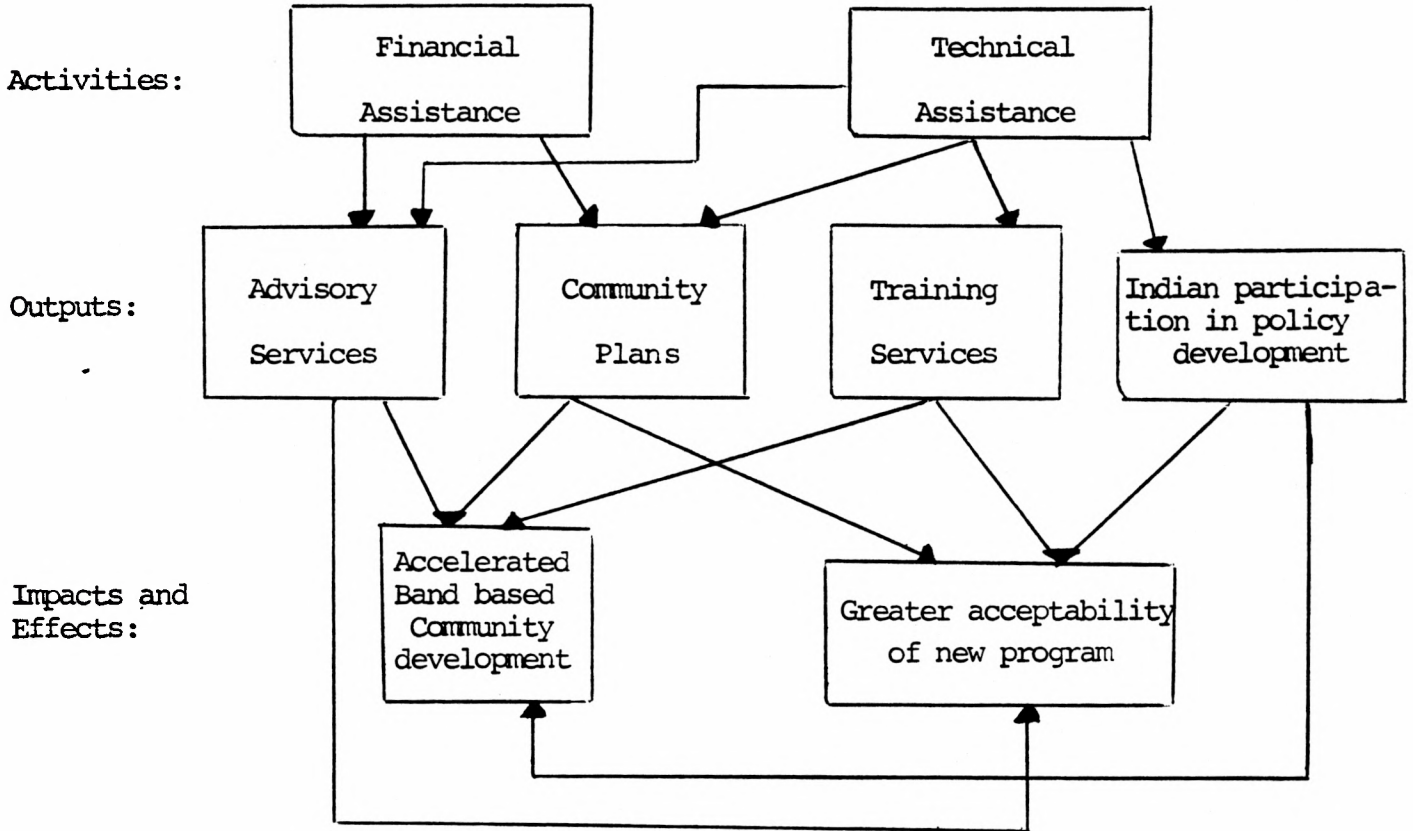 Activities:
Financial
Assistance
Technical
Assistance
Outputs:
Advisory
Services
Community
Plans
Training
Services
Indian participa-
tion in policy
development
Impacts and
Effects:
Accelerated
Band based
Community
development
Greater acceptability
of new program